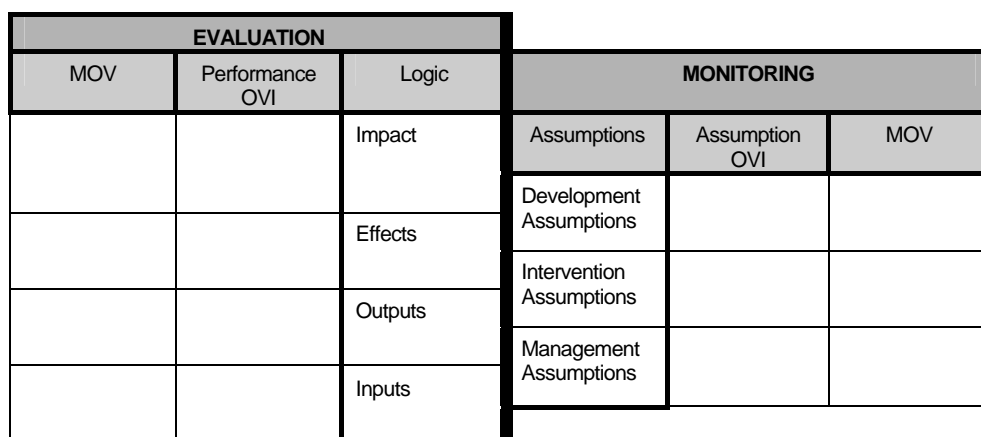 EVALUATION
MOV
Performance
OVI
Logic
MONITORING
Impact
Assumptions
Assumption
OVI
MOV
Development
Assumptions
Effects
Intervention
Assumptions
Outputs
Management
Assumptions
Inputs